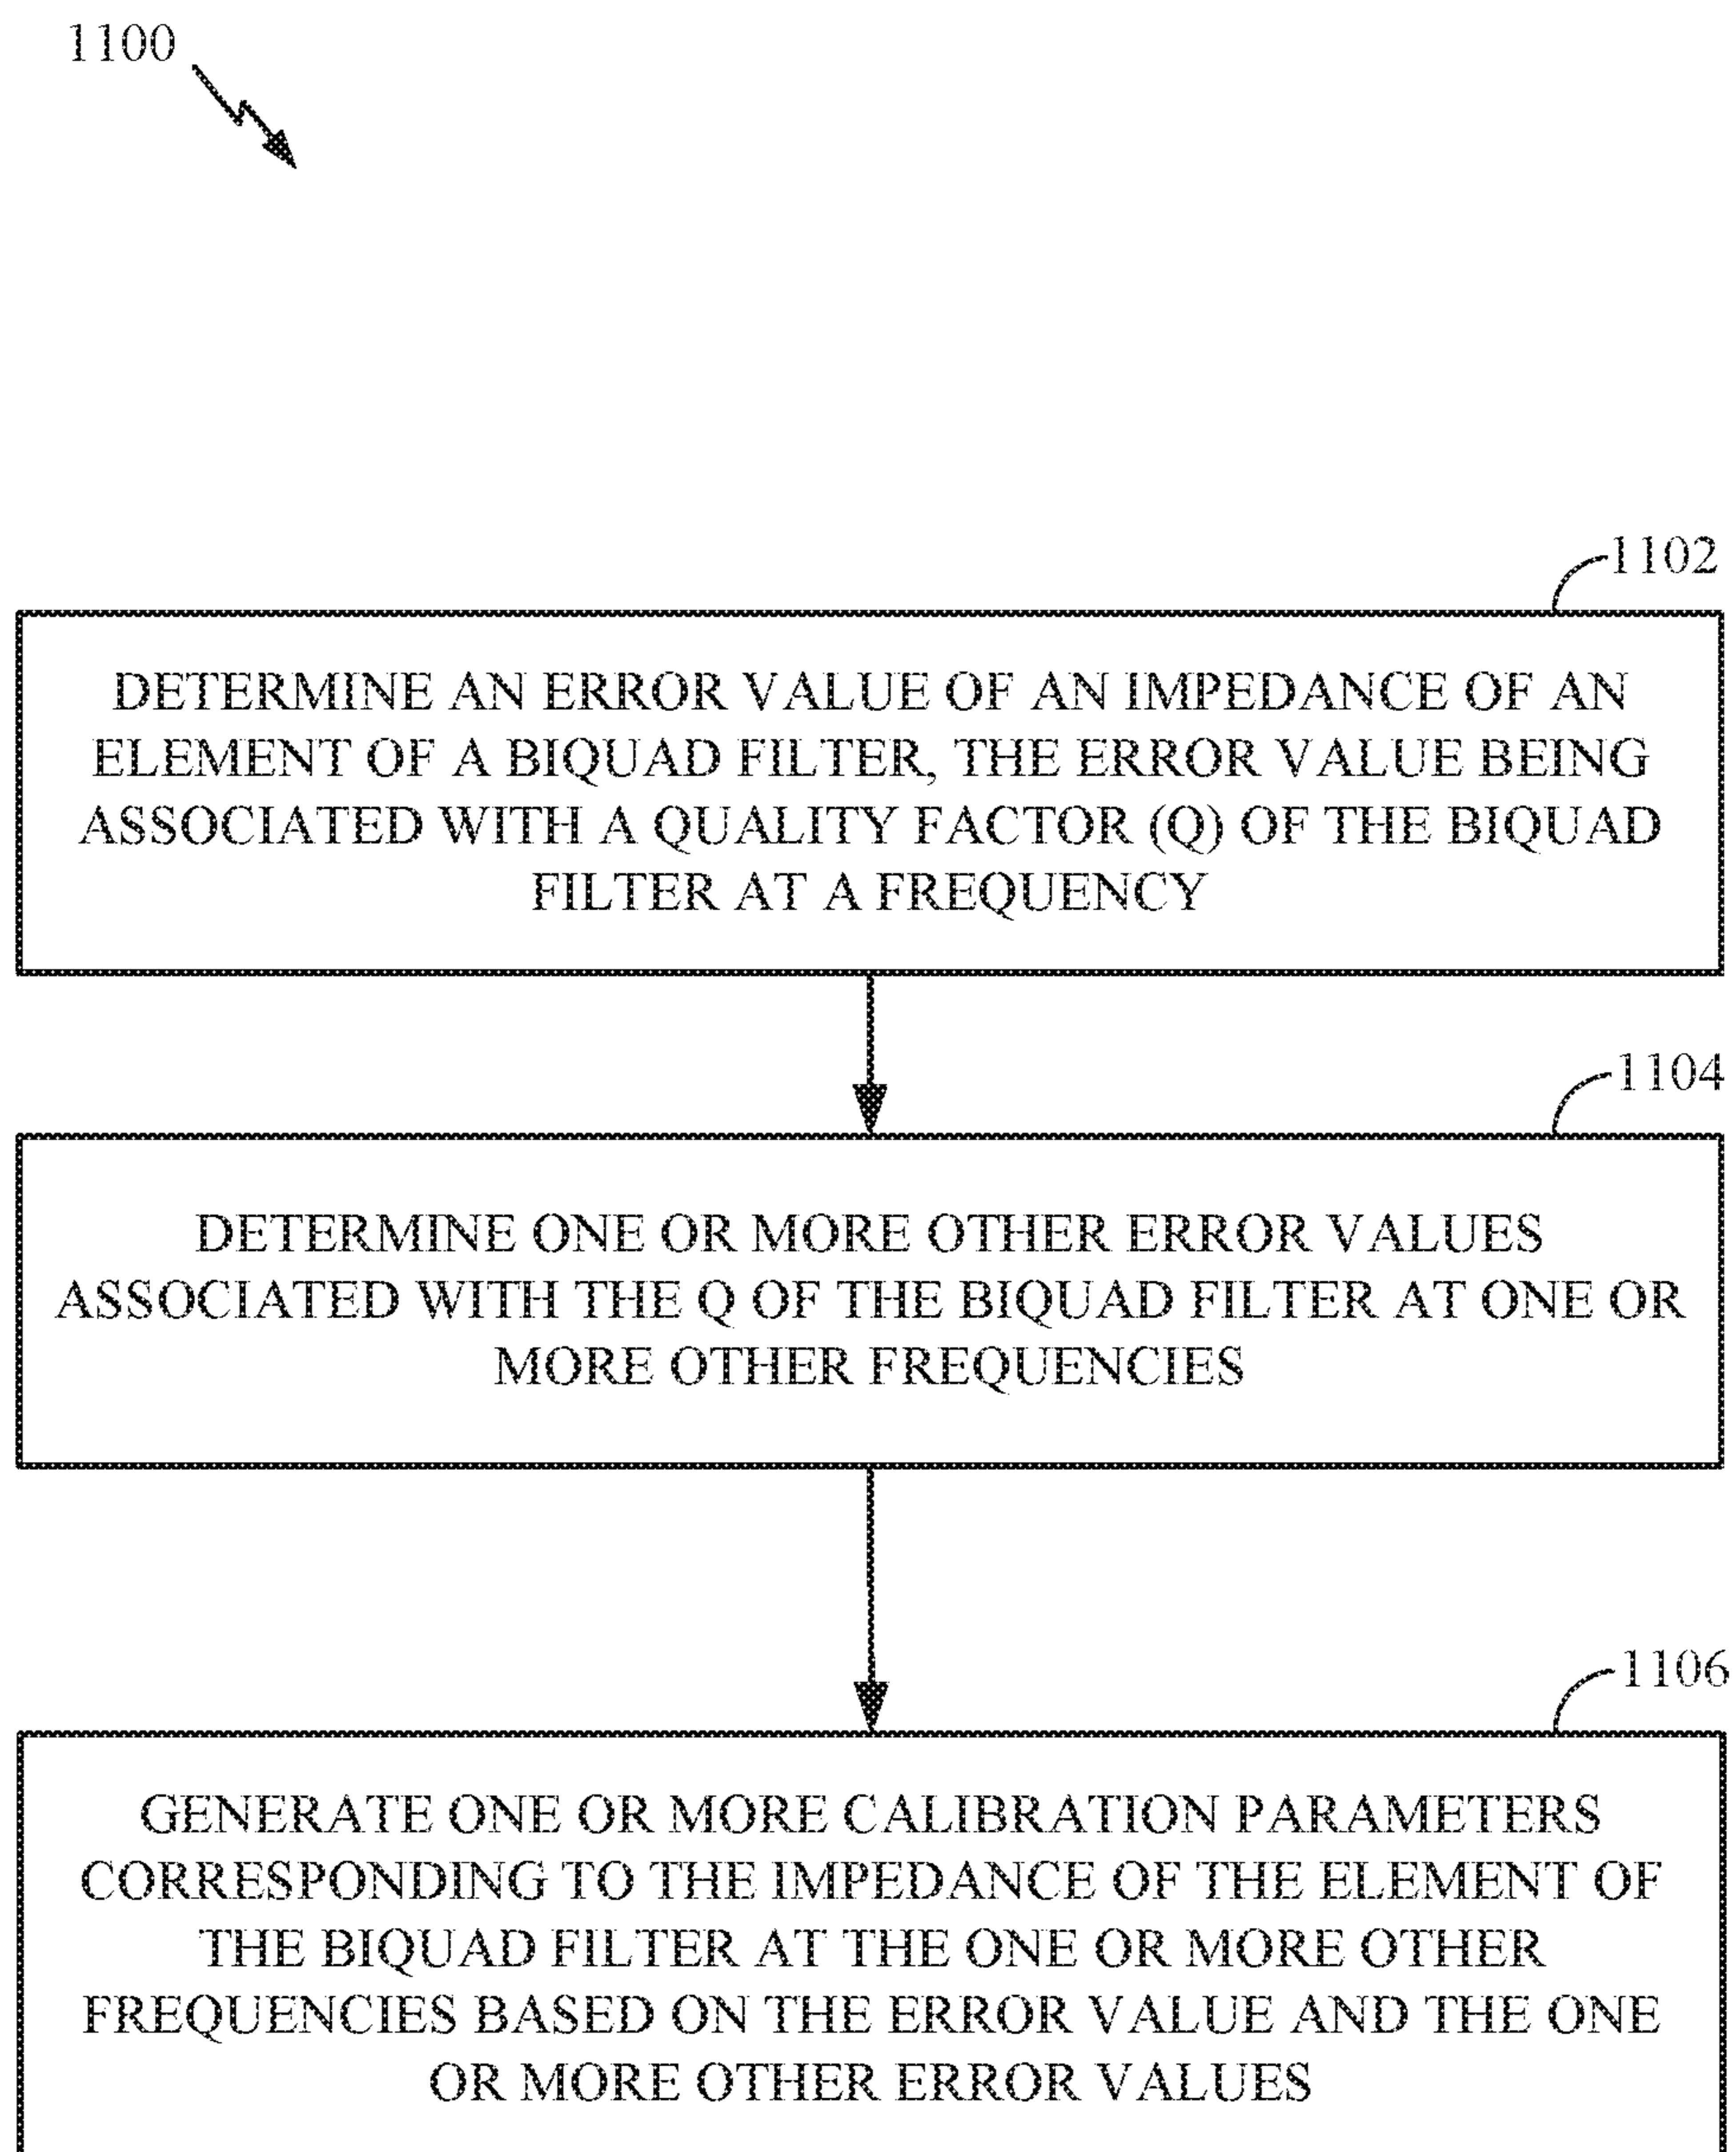 1100
1102
DETERMINE AN ERROR VALUE OF AN IMPEDANCE OF AN
ELEMENT OF A BIQUAD FILTER, THE ERROR VALUE BEING
ASSOCIATED WITH A QUALITY FACTOR (Q) OF THE BIQUAD
FILTER AT A FREQUENCY
1104
DETERMINE ONE OR MORE OTHER ERROR VALUES
ASSOCIATED WITH THE Q OF THE BIQUAD FILTER AT ONE OR
MORE OTHER FREQUENCIES
1106
GENERATE ONE OR MORE CALIBRATION PARAMETERS
CORRESPONDING TO THE IMPEDANCE OF THE ELEMENT OF
THE BIQUAD FILTER AT THE ONE OR MORE OTHER
FREQUENCIES BASED ON THE ERROR VALUE AND THE ONE
OR MORE OTHER ERROR VALUES